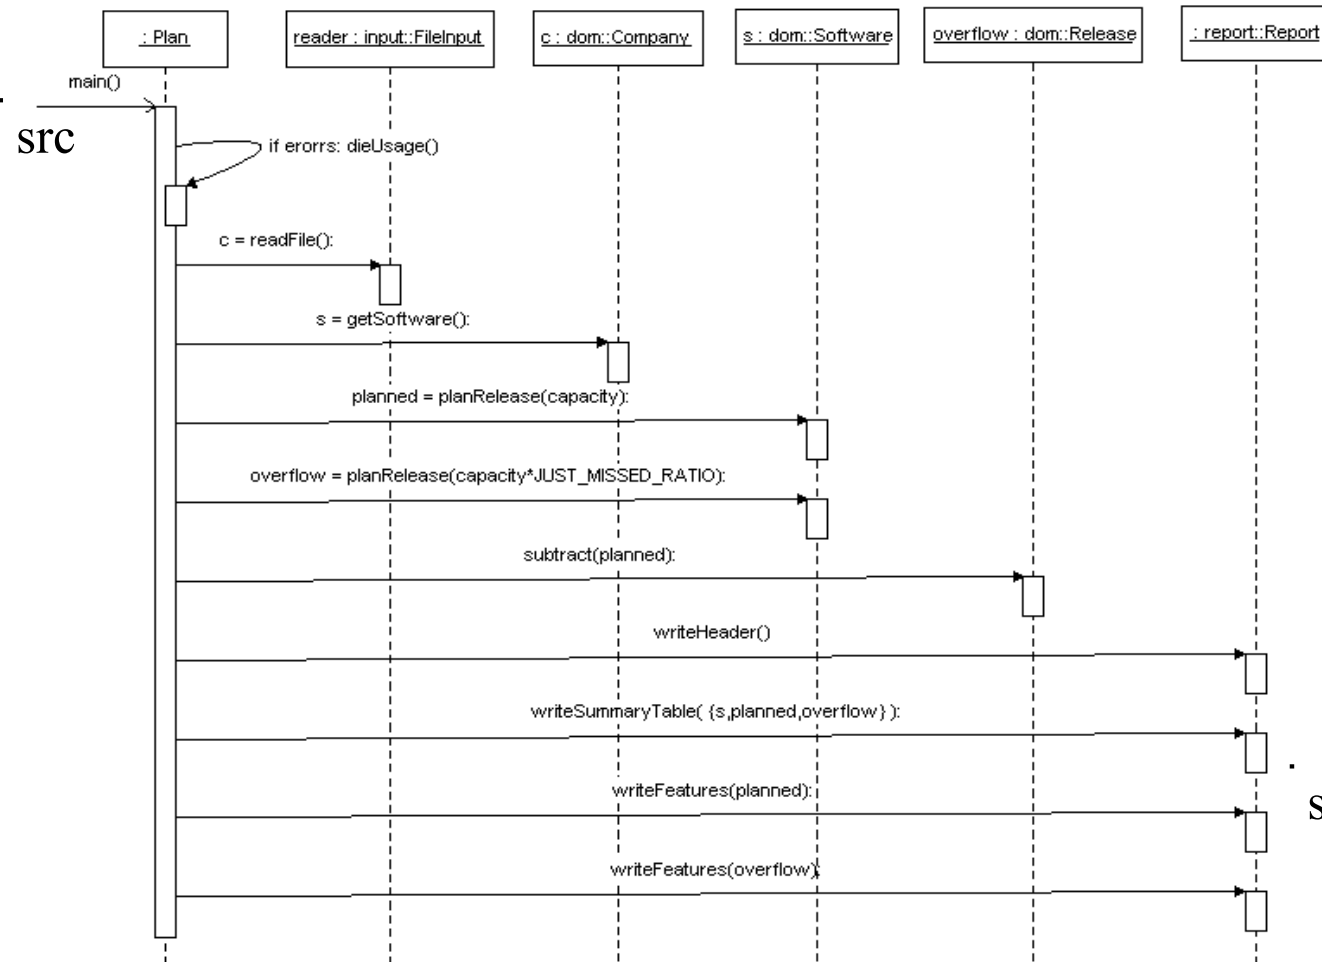 : Plan
reader : input::FileInput
c : dom::Company
s : dom::Software
overflow : dom::Release
: report::Report
main()
src
if erorrs: dieUsage()
c = readFile():
s = getSoftware():
planned = planRelease(capacity):
overflow = planRelease(capacity*JUST_MISSED_RATIO):
subtract(planned):
writeHeader()
writeSummaryTable( {s,planned,overflow} ):
writeFeatures(planned):
s
writeFeatures(overflow):